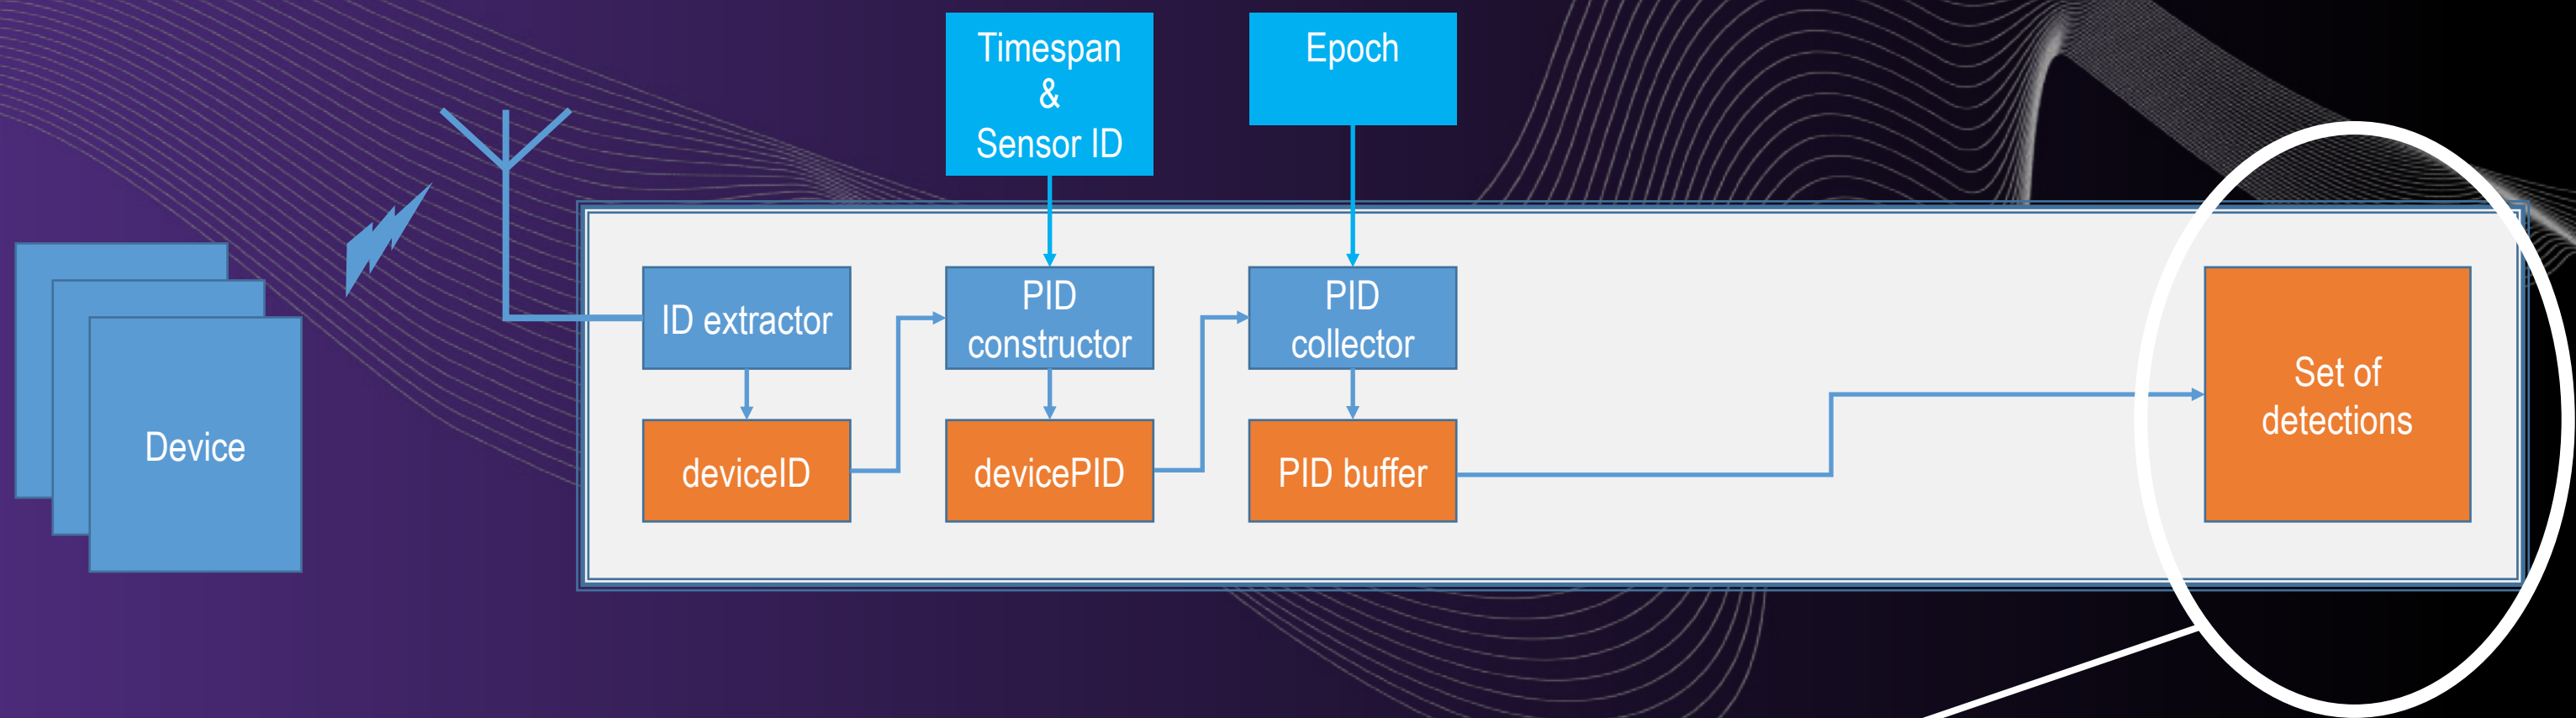 Timespan
&
Sensor ID
Epoch
Device
ID extractor
PID
constructor
PID
collector
deviceID
devicePID
PID buffer
Set of
detections